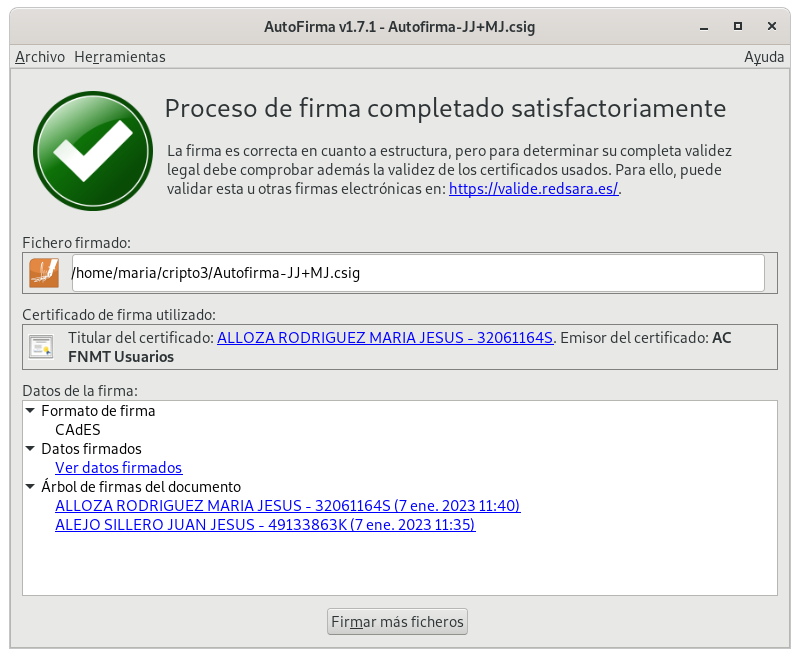 AutoFirma v1.7.1 - Autofirma-JJ+MJ.csig
Archivo Herramientas Ayuda
Proceso de firma completado satisfactoriamente
La firma es correcta en cuanto a estructura, pero para determinar su completa validez
legal debe comprobar además la validez de los certificados usados. Para ello, puede
validar esta u otras firmas electrónicas en: https://valide.redsara.es/.
Fichero firmado:
/home/maria/cripto3/Autofirma-JJ+MJ.csig
Certificado de firma utilizado:
Titular del certificado: ALLOZA RODRIGUEZ MARIA JESUS - 32061164S. Emisor del certificado: AC
FNMT Usuarios
Datos de la firma:
Formato de firma
CAdES
Datos firmados
Ver datos firmados
Árbol de firmas del documento
ALLOZA RODRIGUEZ MARIA JESUS - 32061164S (7 ene. 2023 11:40)
ALEJO SILLERO JUAN JESUS - 49133863K (7 ene. 2023 11:35)
Firmar más ficheros